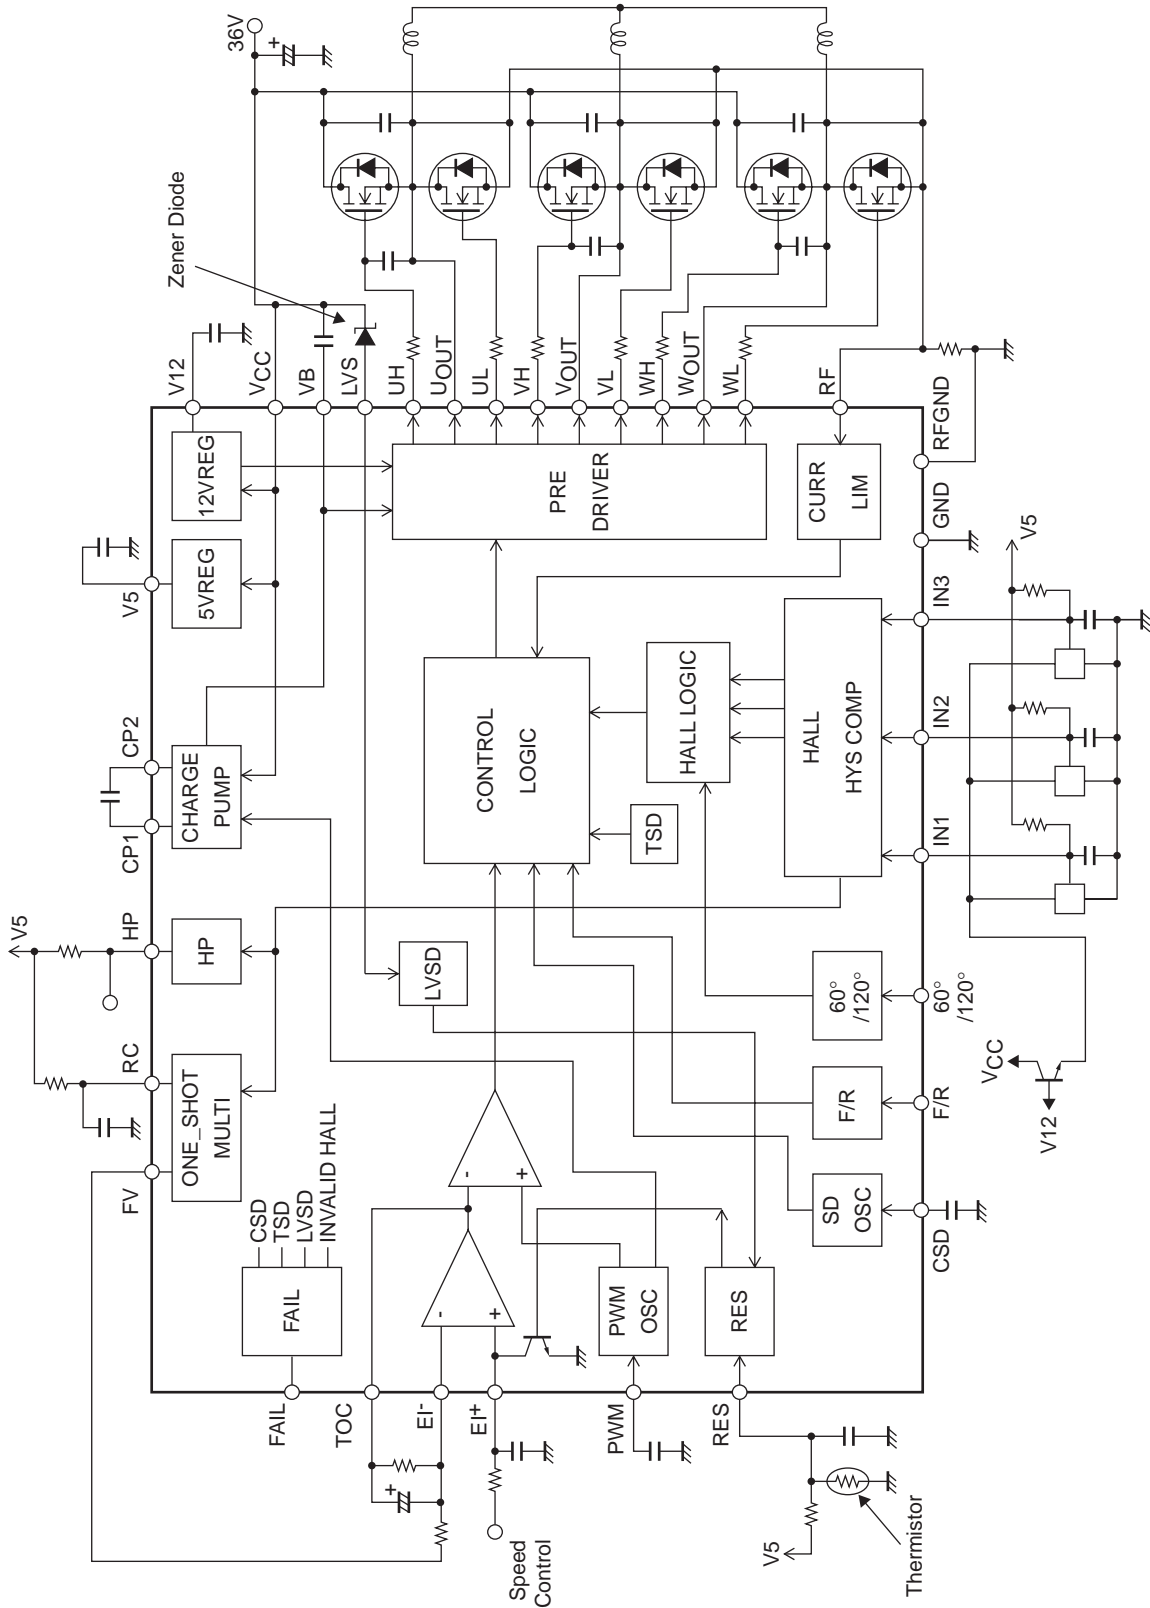 36V
+
Zener Diode
V12
VCC
VB
LVS
UH
UOUT
UL
VH
VOUT
VL
WH
WOUT
WL
RF
RFGND
GND
V5
IN3
IN2
IN1
60°
/120°
F/R
CSD
VCC
V12
V5
CP2
CP1
HP
V5
RC
FV
12VREG
5VREG
CHARGE
PUMP
HP
ONE_SHOT
MULTI
PRE
DRIVER
CURR
LIM
CONTROL
LOGIC
HALL LOGIC
HALL
HYS COMP
TSD
LVSD
60°
/120°
F/R
SD
OSC
CSD
TSD
LVSD
INVALID HALL
FAIL
-
+
-
+
PWM
OSC
RES
FAIL
TOC
EI-
EI+
PWM
RES
+
Speed
Control
V5
Thermistor